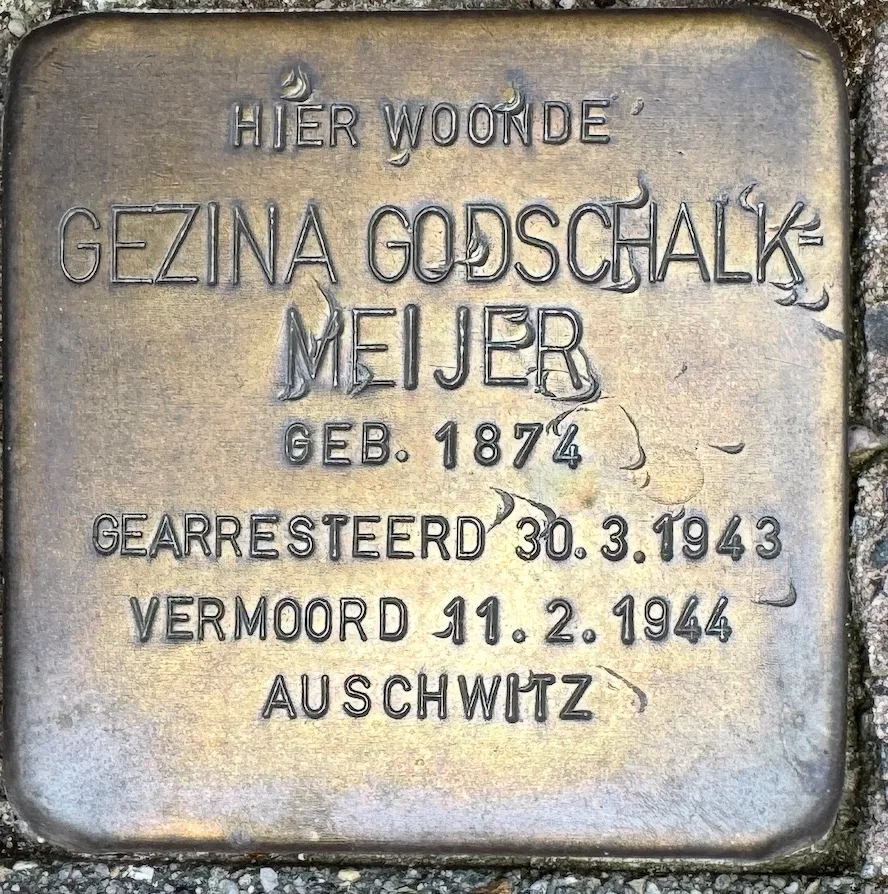 HIER WOONDE
GEZINA GODSCHALK-
MEIJER
GEB. 1874
GEARRESTEERD 30.3.1943
VERMOORD 11.2.1944
AUSCHWITZ